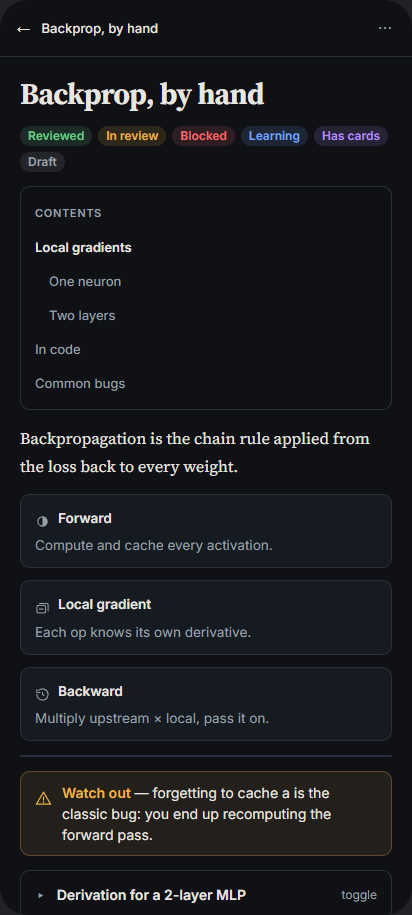 ← Backprop, by hand ...
Backprop, by hand
Reviewed In review Blocked Learning Has cards
Draft
CONTENTS
Local gradients
One neuron
Two layers
In code
Common bugs
Backpropagation is the chain rule applied from
the loss back to every weight.
Forward
Compute and cache every activation.
Local gradient
Each op knows its own derivative.
Backward
Multiply upstream × local, pass it on.
Watch out — forgetting to cache a is the
classic bug: you end up recomputing the
forward pass.
Derivation for a 2-layer MLP toggle